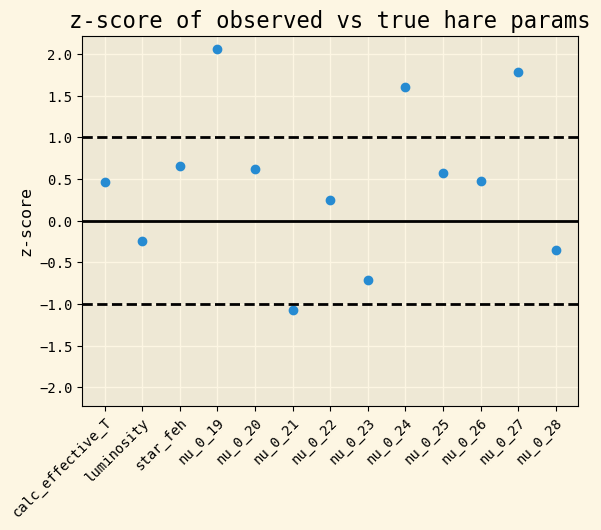 z-score of observed vs true hare params
z-score
2.0
1.5
1.0
0.5
0.0
−0.5
−1.0
−1.5
−2.0
calc_effective_T
luminosity
star_feh
nu_0_19
nu_0_20
nu_0_21
nu_0_22
nu_0_23
nu_0_24
nu_0_25
nu_0_26
nu_0_27
nu_0_28